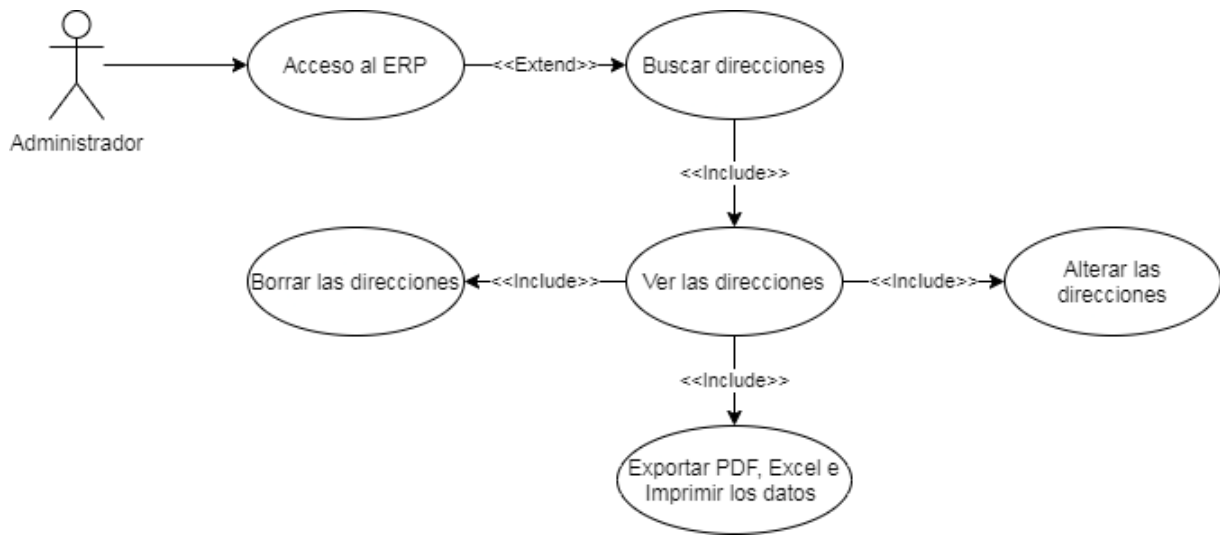 Administrador
Acceso al ERP
<<Extend>>
Buscar direcciones
<<Include>>
Borrar las direcciones
<<Include>>
Ver las direcciones
<<Include>>
Alterar las
direcciones
<<Include>>
Exportar PDF, Excel e
Imprimir los datos